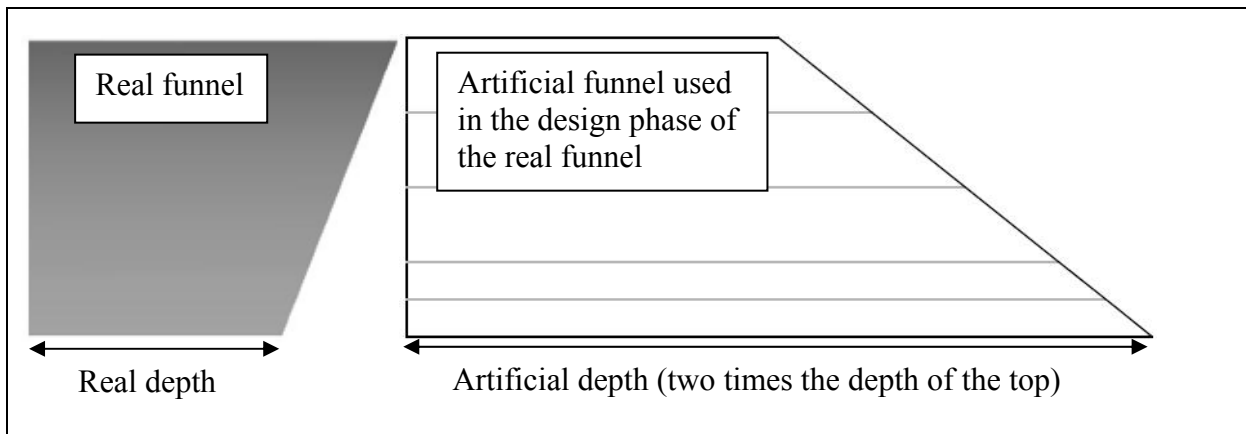 Real funnel
Artificial funnel used
in the design phase of
the real funnel
Real depth
Artificial depth (two times the depth of the top)